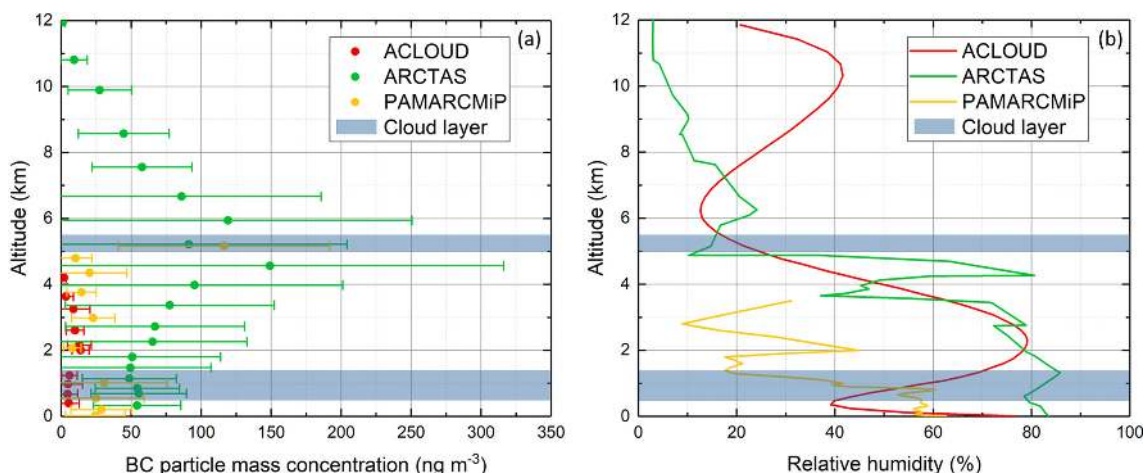 (a)
ACLOUD
ARCTAS
PAMARCMiP
Cloud layer
12
10
8
6
4
2
0
Altitude (km)
0 50 100 150 200 250 300 350
BC particle mass concentration (ng m⁻³)
(b)
ACLOUD
ARCTAS
PAMARCMiP
Cloud layer
12
10
8
6
4
2
0
Altitude (km)
0 20 40 60 80 100
Relative humidity (%)